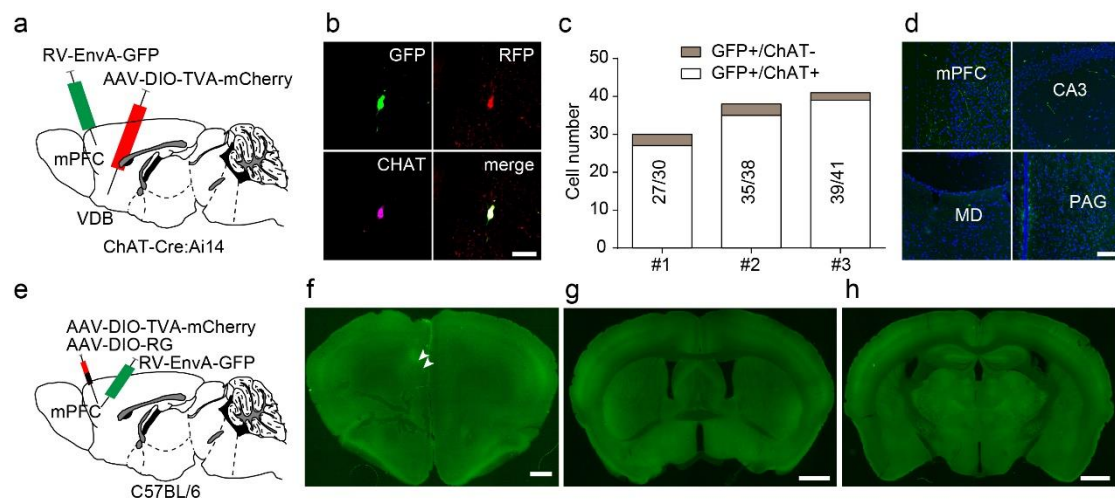 a
RV-EnvA-GFP
AAV-DIO-TVA-mCherry
mPFC
VDB
ChAT-Cre:Ai14
b
GFP
RFP
CHAT
merge
c
GFP+/ChAT-
GFP+/ChAT+
Cell number
50
40
30
20
10
0
27/30
35/38
39/41
#1
#2
#3
d
mPFC
CA3
MD
PAG
e
AAV-DIO-TVA-mCherry
AAV-DIO-RG
RV-EnvA-GFP
mPFC
C57BL/6
f
g
h